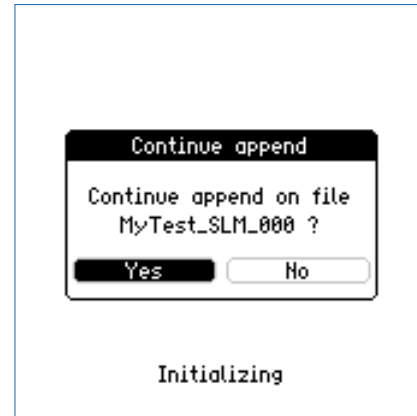 Continue append
Continue append on file
MyTest_SLM_000 ?
Yes No
Initializing